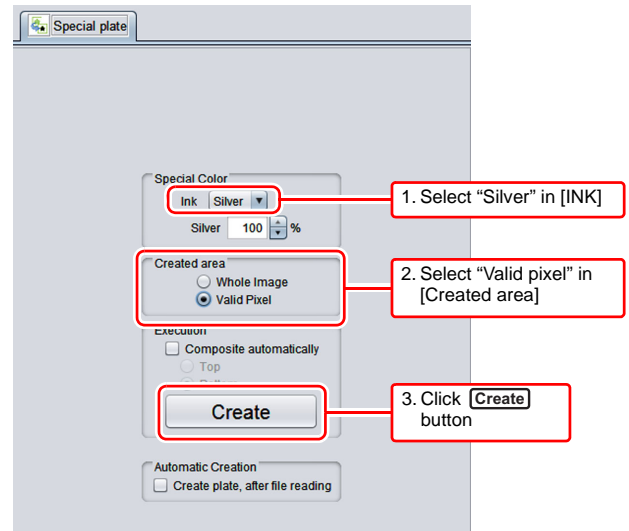 Special plate
Special Color
Ink Silver
Silver 100 %
1. Select “Silver” in [INK]
Created area
Whole Image
Valid Pixel
2. Select “Valid pixel” in
[Created area]
Execution
Composite automatically
Top
Create
3. Click Create
button
Automatic Creation
Create plate, after file reading